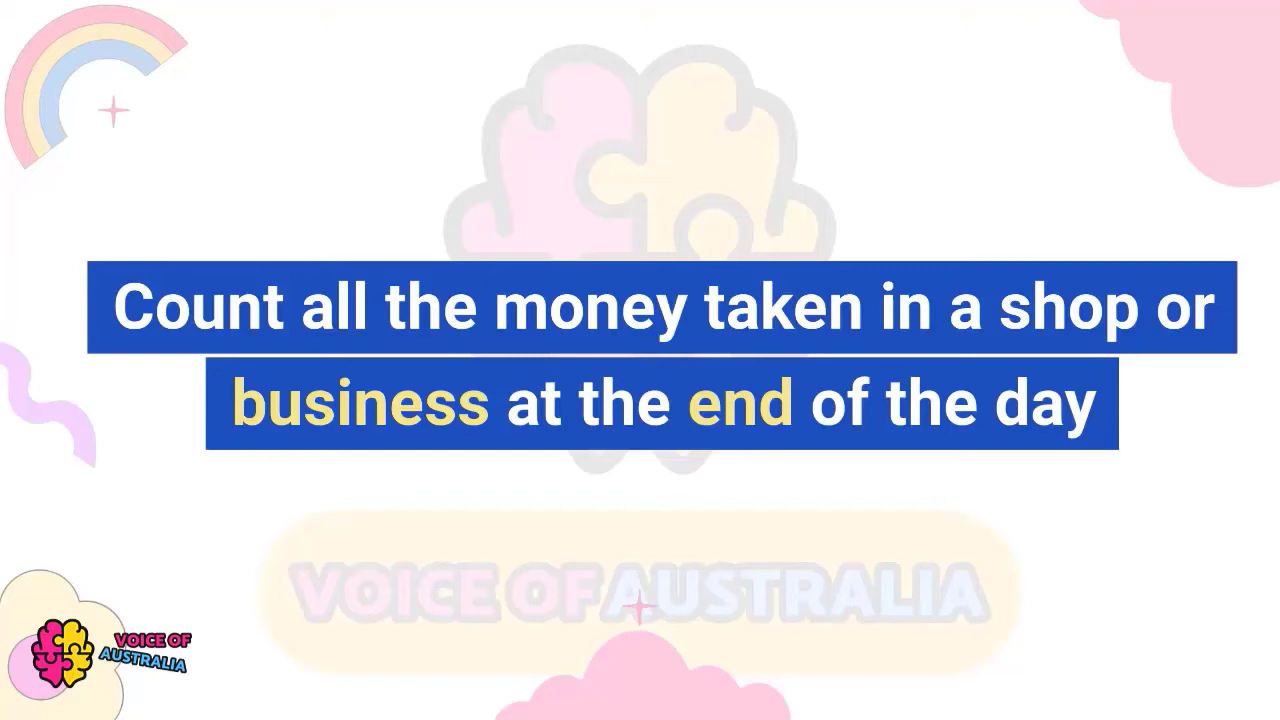 Count all the money taken in a shop or
business at the end of the day
VOICE OF AUSTRALIA
VOICE OF
AUSTRALIA